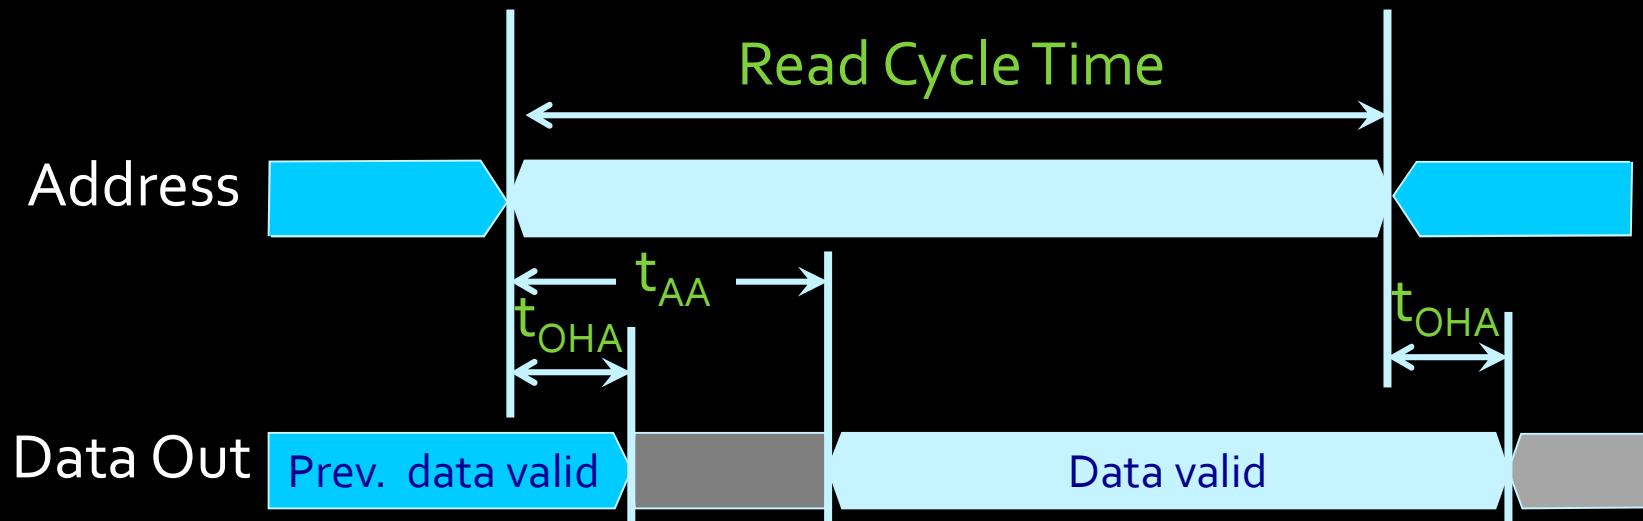 Read Cycle Time
Address
tAA
tOHA
tOHA
Data Out
Prev. data valid
Data valid